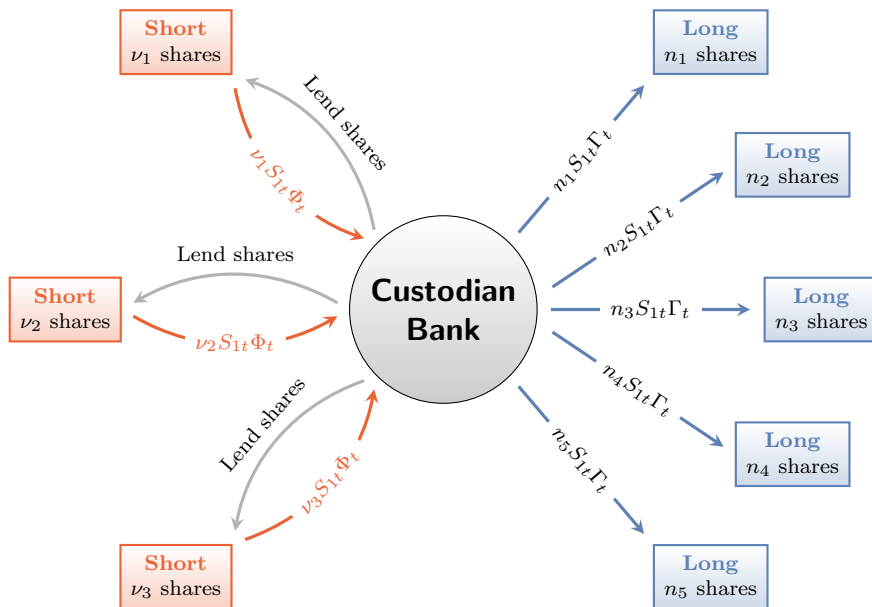 Short
ν₁ shares
Lend shares
ν₁S₁ₜΦₜ
Short
ν₂ shares
Lend shares
ν₂S₁ₜΦₜ
Short
ν₃ shares
Lend shares
ν₃S₁ₜΦₜ
Custodian
Bank
n₁S₁ₜΓₜ
Long
n₁ shares
n₂S₁ₜΓₜ
Long
n₂ shares
n₃S₁ₜΓₜ
Long
n₃ shares
n₄S₁ₜΓₜ
Long
n₄ shares
n₅S₁ₜΓₜ
Long
n₅ shares